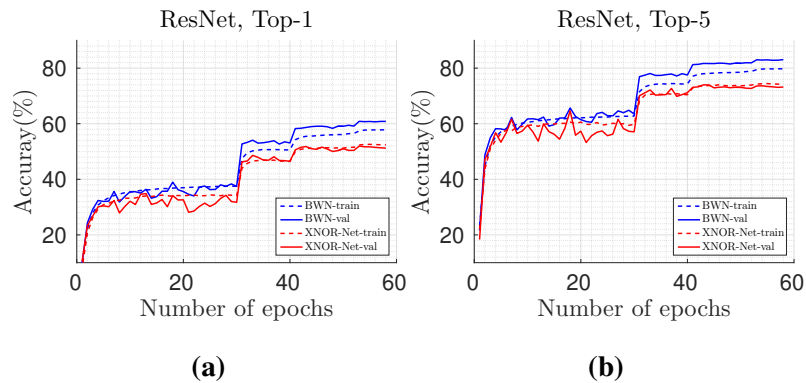 ResNet, Top-1
Accuray(%)
80
60
40
20
0
20
40
60
Number of epochs
BWN-train
BWN-val
XNOR-Net-train
XNOR-Net-val
(a)
ResNet, Top-5
Accuray(%)
80
60
40
20
0
20
40
60
Number of epochs
BWN-train
BWN-val
XNOR-Net-train
XNOR-Net-val
(b)